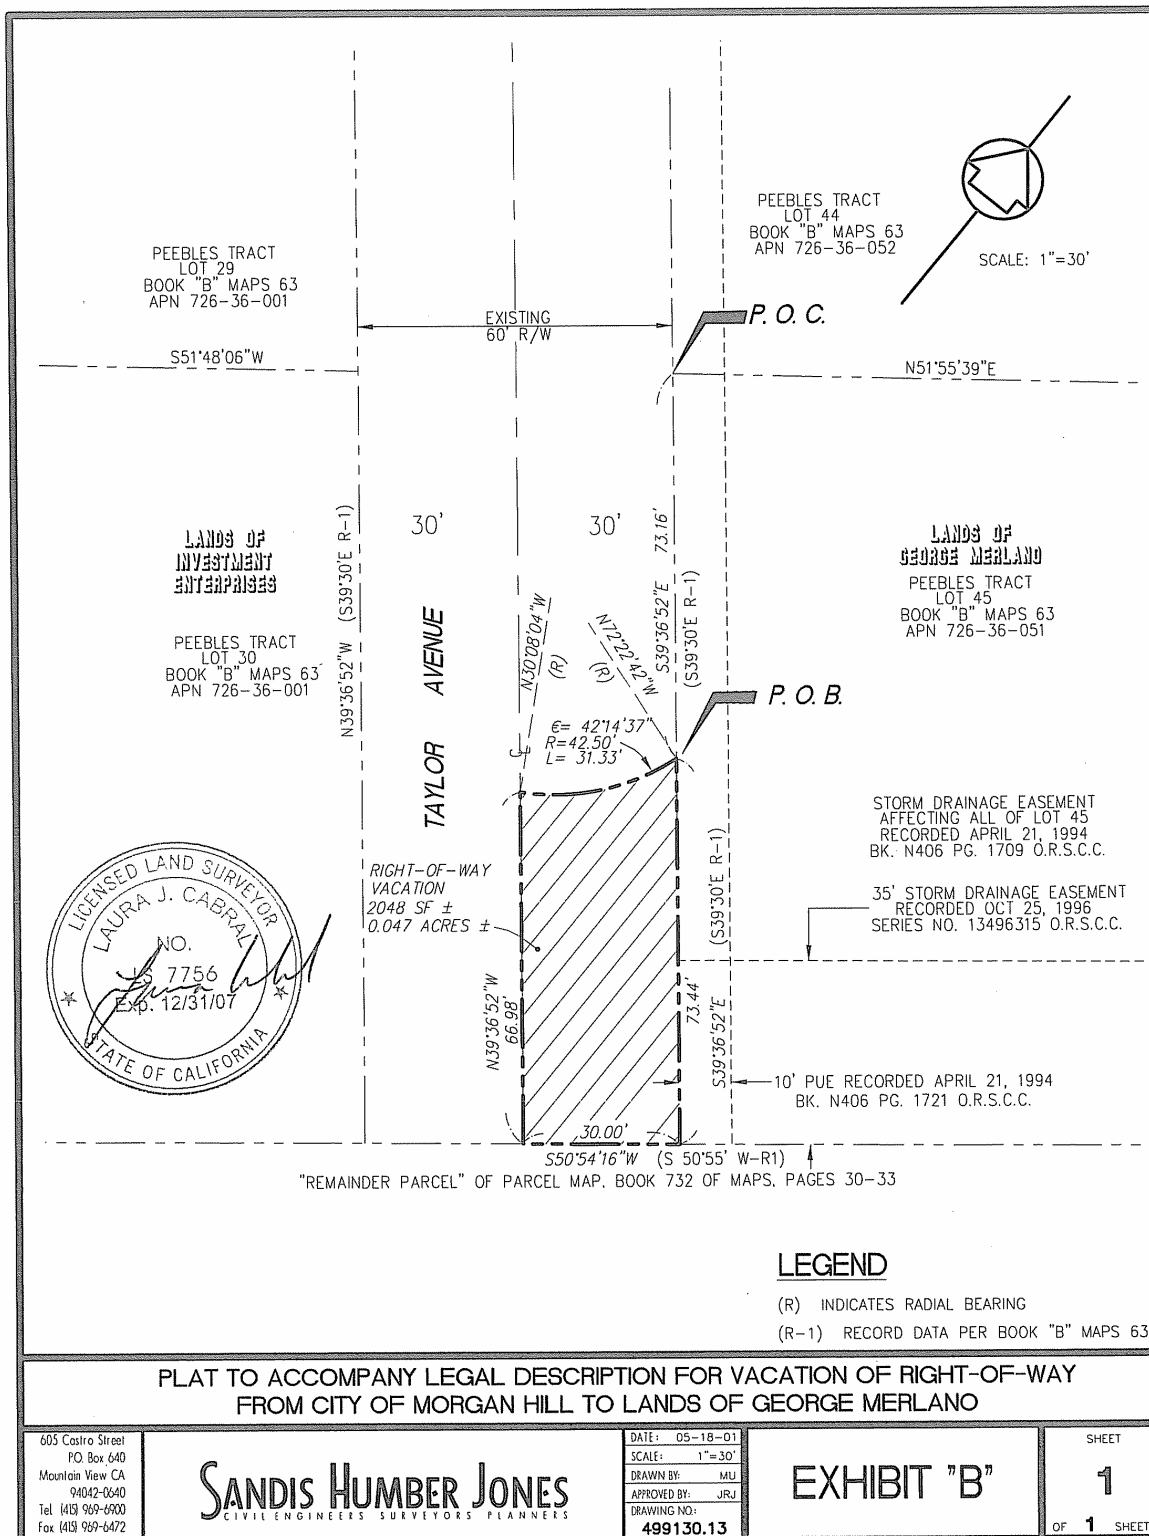 PEEBLES TRACT
LOT 29
BOOK "B" MAPS 63
APN 726-36-001
PEEBLES TRACT
LOT 44
BOOK "B" MAPS 63
APN 726-36-052
SCALE: 1"=30'
EXISTING
60' R/W
P.O.C.
S51°48'06"W
N51°55'39"E
LANDS OF
INVESTMENT
ENTERPRISES
PEEBLES TRACT
LOT 30
BOOK "B" MAPS 63
APN 726-36-001
N39°36'52"W (S39°30'E R-1)
30'
30'
TAYLOR AVENUE
N30°08'04"W
(R)
N72°22'42"W
(R)
S39°36'52"E 73.16'
(S39°30'E R-1)
LANDS OF
GEORGE MERLANO
PEEBLES TRACT
LOT 45
BOOK "B" MAPS 63
APN 726-36-051
P.O.B.
€= 42°14'37"
R=42.50'
L= 31.33'
RIGHT-OF-WAY
VACATION
2048 SF ±
0.047 ACRES ±
STORM DRAINAGE EASEMENT
AFFECTING ALL OF LOT 45
RECORDED APRIL 21, 1994
BK. N406 PG. 1709 O.R.S.C.C.
35' STORM DRAINAGE EASEMENT
RECORDED OCT 25, 1996
SERIES NO. 13496315 O.R.S.C.C.
LICENSED LAND SURVEYOR
LAURA J. CABRAL
NO.
LS 7756
Exp. 12/31/07
STATE OF CALIFORNIA
N39°36'52"W
66.98'
73.44'
S39°36'52"E (S39°30'E R-1)
10' PUE RECORDED APRIL 21, 1994
BK. N406 PG. 1721 O.R.S.C.C.
30.00'
S50°54'16"W (S 50°55' W-R1)
"REMAINDER PARCEL" OF PARCEL MAP. BOOK 732 OF MAPS, PAGES 30-33
LEGEND
(R) INDICATES RADIAL BEARING
(R-1) RECORD DATA PER BOOK "B" MAPS 63
PLAT TO ACCOMPANY LEGAL DESCRIPTION FOR VACATION OF RIGHT-OF-WAY
FROM CITY OF MORGAN HILL TO LANDS OF GEORGE MERLANO
605 Castro Street
P.O. Box 640
Mountain View CA
94042-0640
Tel (415) 969-6900
Fax (415) 969-6472
SANDIS HUMBER JONES
CIVIL ENGINEERS SURVEYORS PLANNERS
DATE: 05-18-01
SCALE: 1"=30'
DRAWN BY: MU
APPROVED BY: JRJ
DRAWING NO.:
499130.13
EXHIBIT "B"
SHEET
1
OF 1 SHEET